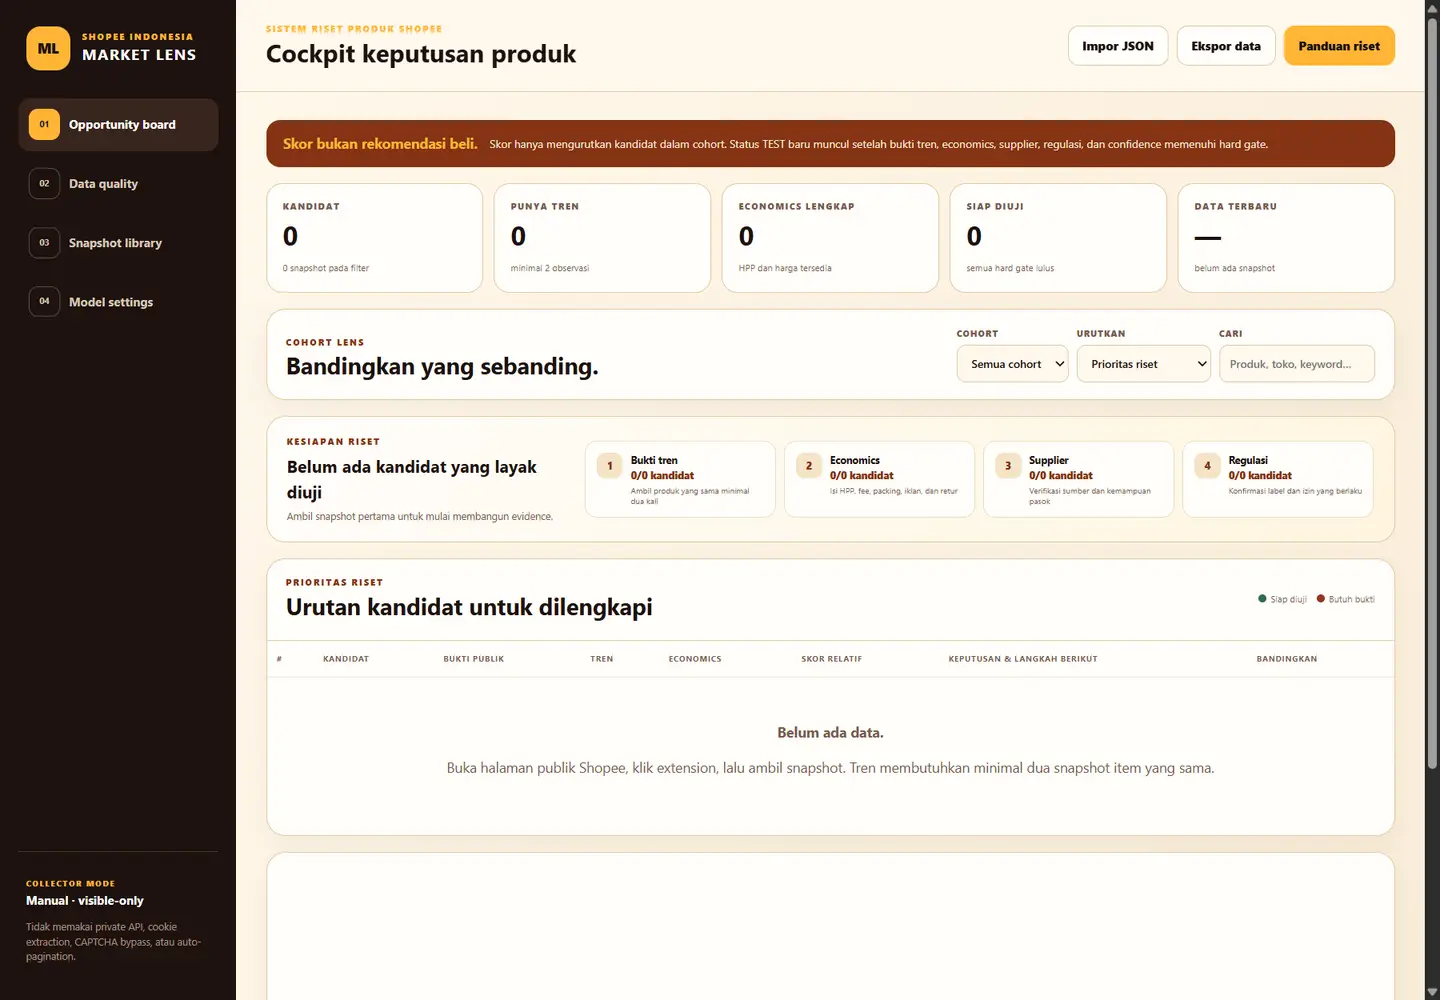 ML
SHOPEE INDONESIA
MARKET LENS
01 Opportunity board
02 Data quality
03 Snapshot library
04 Model settings
COLLECTOR MODE
Manual · visible-only
Tidak memakai private API, cookie
extraction, CAPTCHA bypass, atau auto-
pagination.
SISTEM RISET PRODUK SHOPEE
Cockpit keputusan produk
Impor JSON
Ekspor data
Panduan riset
Skor bukan rekomendasi beli. Skor hanya mengurutkan kandidat dalam cohort. Status TEST baru muncul setelah bukti tren, economics, supplier, regulasi, dan confidence memenuhi hard gate.
KANDIDAT
0
0 snapshot pada filter
PUNYA TREN
0
minimal 2 observasi
ECONOMICS LENGKAP
0
HPP dan harga tersedia
SIAP DIUJI
0
semua hard gate lulus
DATA TERBARU
—
belum ada snapshot
COHORT LENS
Bandingkan yang sebanding.
COHORT
Semua cohort
URUTKAN
Prioritas riset
CARI
Produk, toko, keyword...
KESIAPAN RISET
Belum ada kandidat yang layak
diuji
Ambil snapshot pertama untuk mulai membangun evidence.
1
Bukti tren
0/0 kandidat
Ambil produk yang sama minimal
dua kali
2
Economics
0/0 kandidat
Isi HPP, fee, packing, iklan, dan retur
3
Supplier
0/0 kandidat
Verifikasi sumber dan kemampuan
pasok
4
Regulasi
0/0 kandidat
Konfirmasi label dan izin yang berlaku
PRIORITAS RISET
Urutan kandidat untuk dilengkapi
Siap diuji
Butuh bukti
# KANDIDAT BUKTI PUBLIK TREN ECONOMICS SKOR RELATIF KEPUTUSAN & LANGKAH BERIKUT BANDINGKAN
Belum ada data.
Buka halaman publik Shopee, klik extension, lalu ambil snapshot. Tren membutuhkan minimal dua snapshot item yang sama.